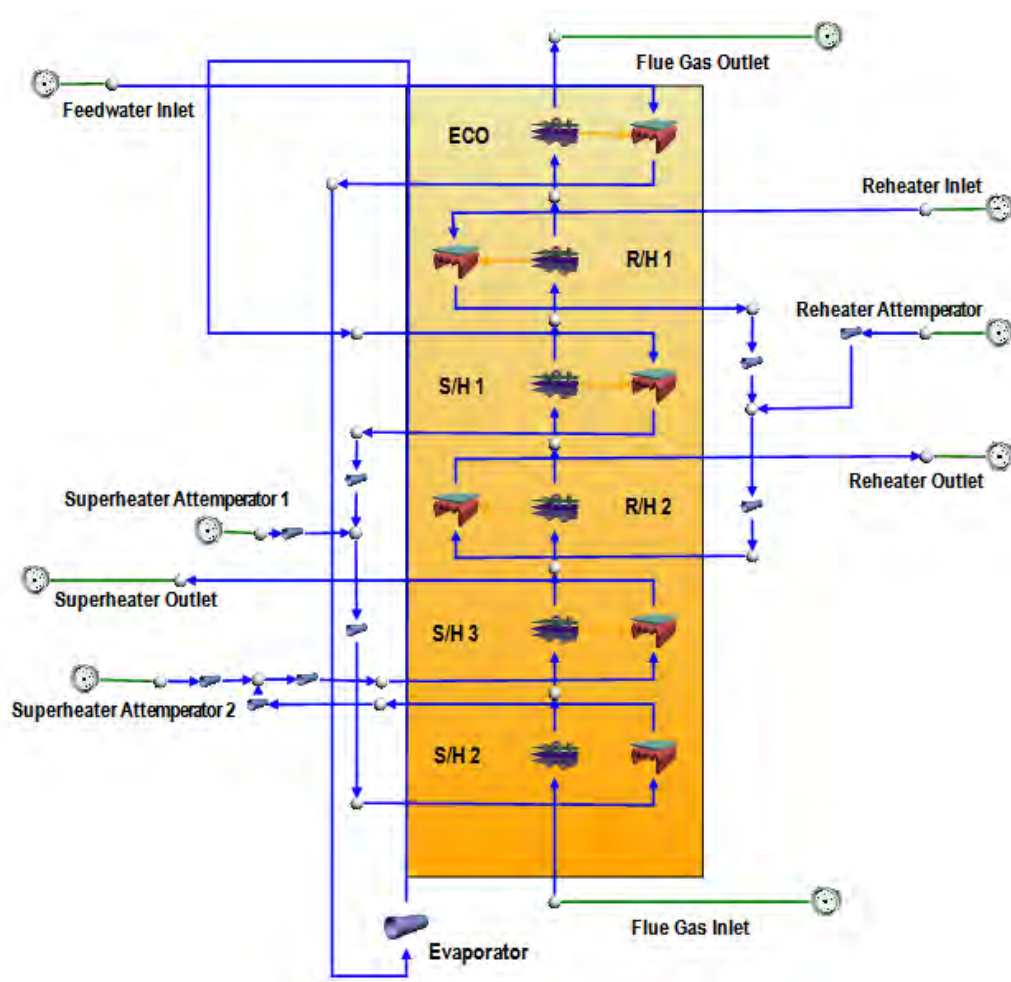 Flue Gas Outlet
Feedwater Inlet
ECO
Reheater Inlet
R/H 1
Reheater Attemperator
S/H 1
Reheater Outlet
Superheater Attemperator 1
R/H 2
Superheater Outlet
S/H 3
Superheater Attemperator 2
S/H 2
Flue Gas Inlet
Evaporator